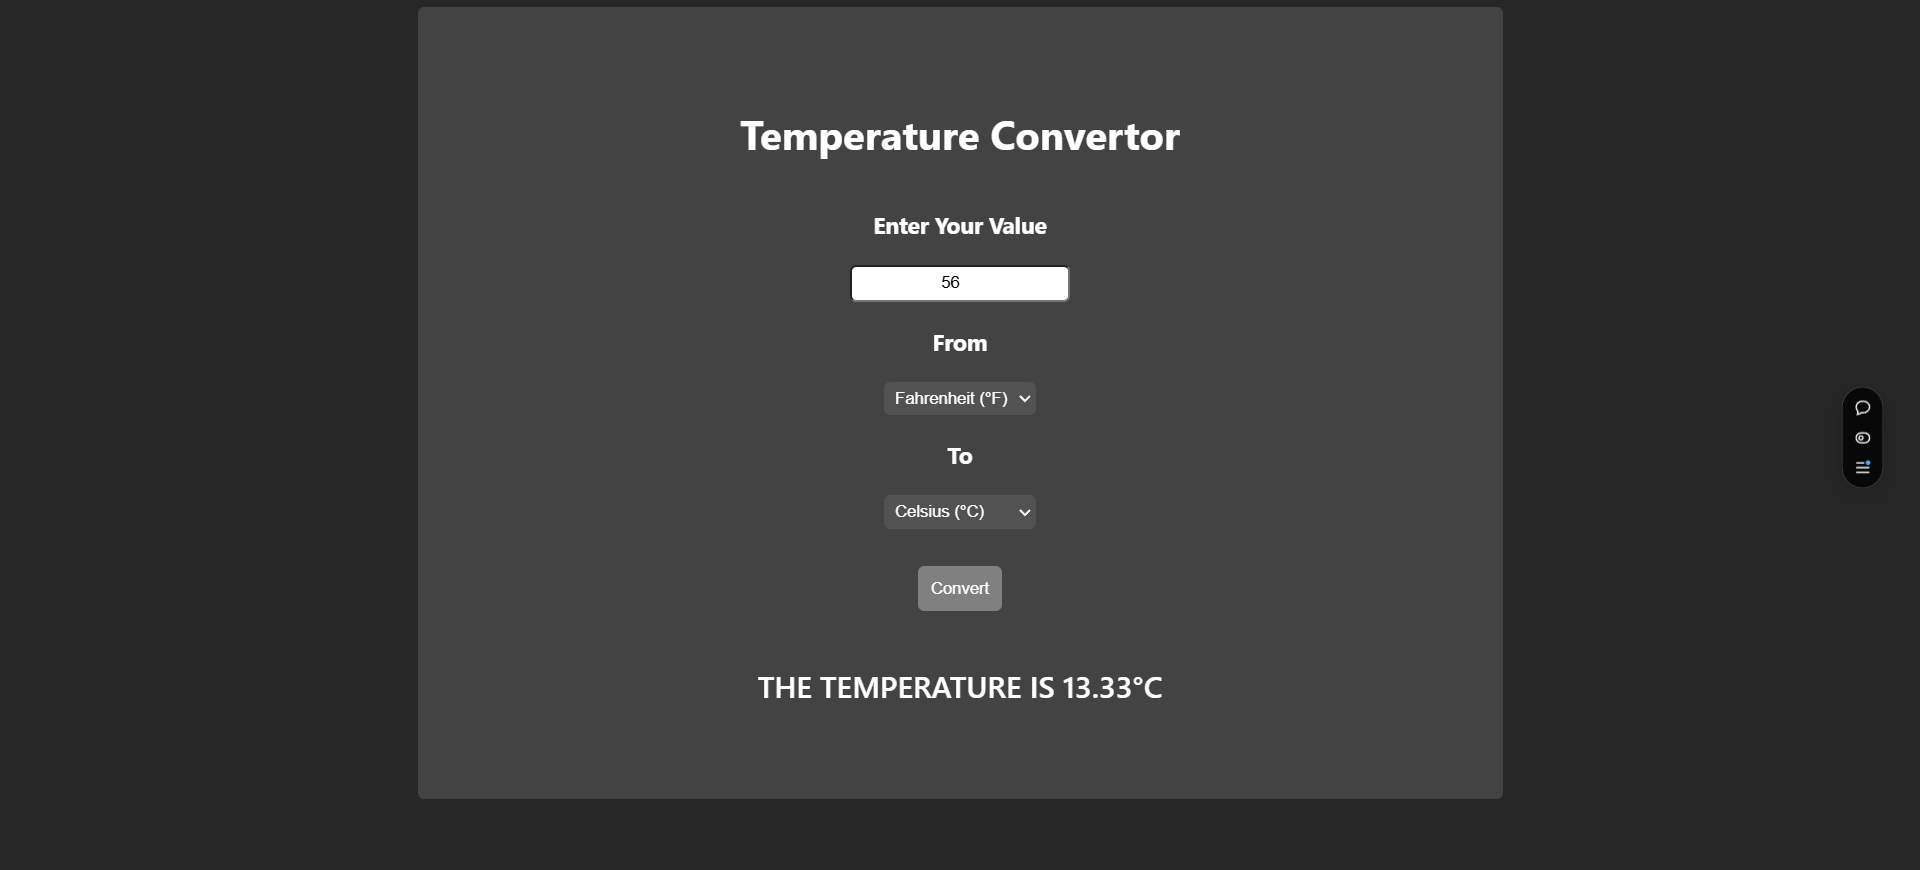 Temperature Convertor
Enter Your Value
56
From
Fahrenheit (°F)
To
Celsius (°C)
Convert
THE TEMPERATURE IS 13.33°C